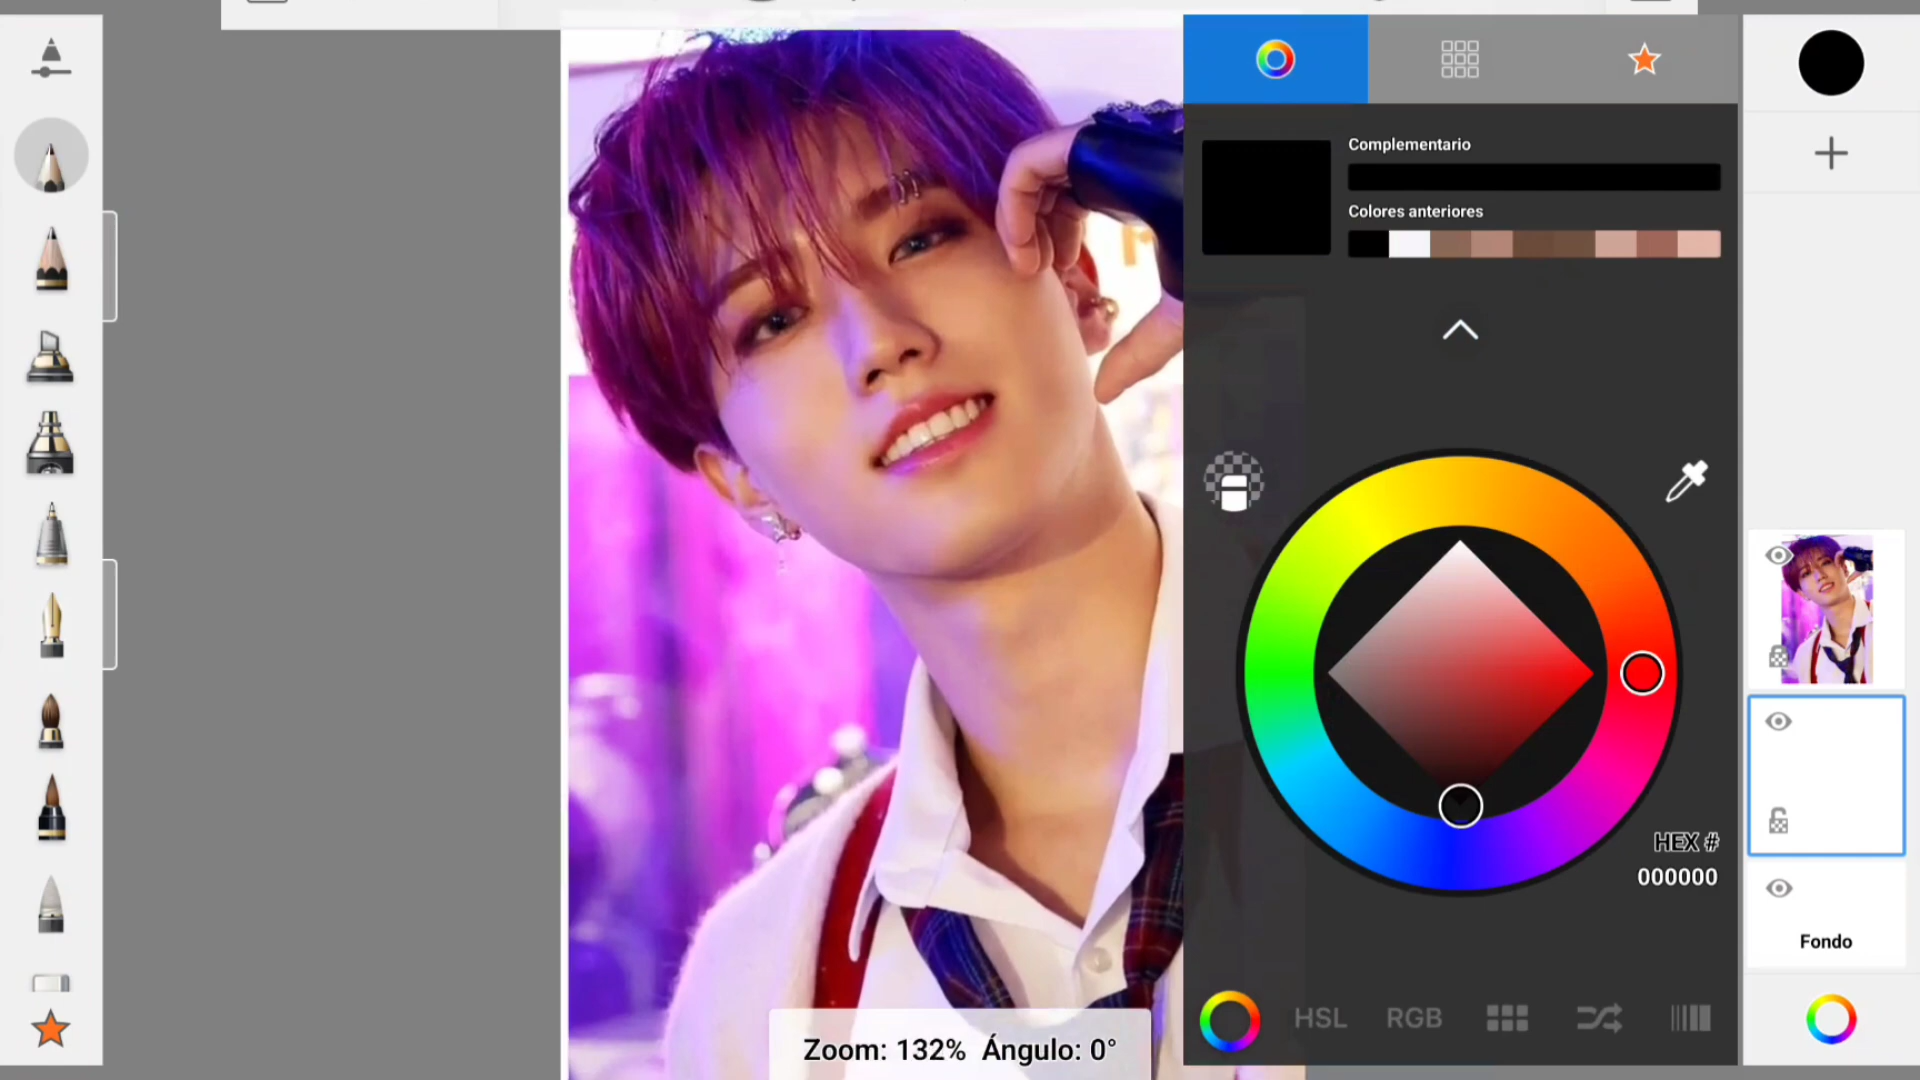 Complementario
Colores anteriores
HEX #
000000
Fondo
HSL
RGB
Zoom: 132% Ángulo: 0°